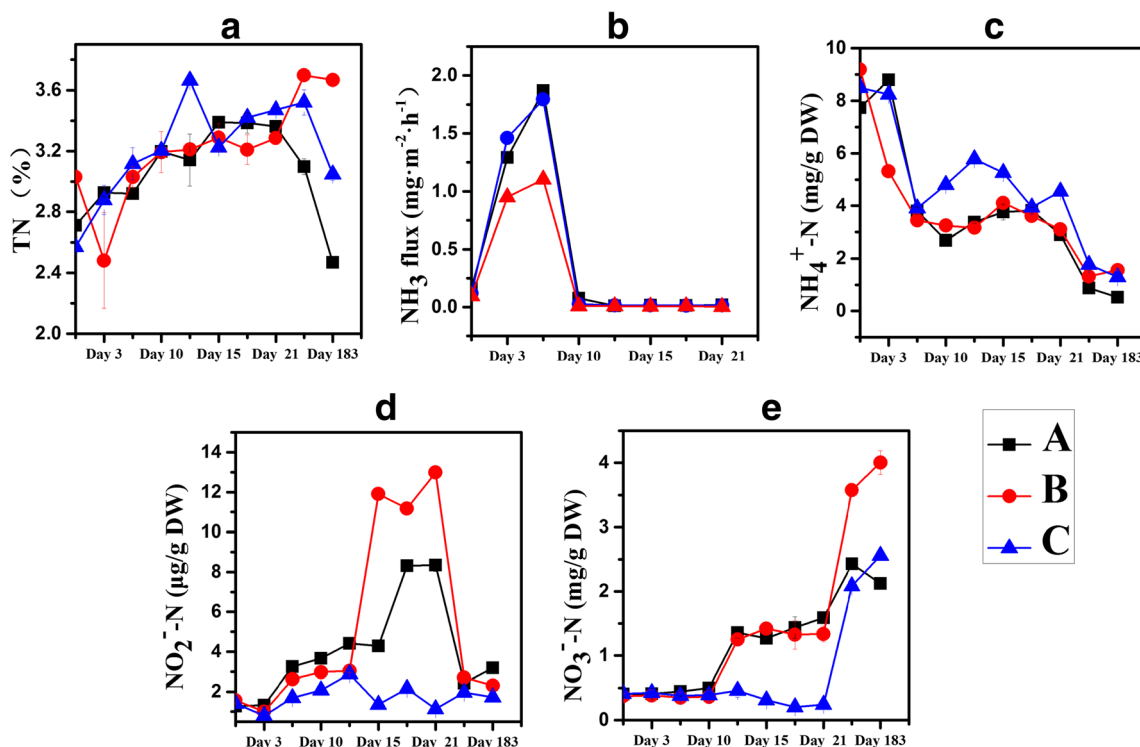 a
b
c
TN (%)
3.6
3.2
2.8
2.4
2.0
Day 3
Day 10
Day 15
Day 21
Day 183
NH₃ flux (mg·m⁻²·h⁻¹)
2.0
1.5
1.0
0.5
0.0
Day 3
Day 10
Day 15
Day 21
NH₄⁺-N (mg/g DW)
10
8
6
4
2
0
Day 3
Day 10
Day 15
Day 21
Day 183
d
e
NO₂⁻-N (µg/g DW)
14
12
10
8
6
4
2
Day 3
Day 10
Day 15
Day 21
Day 183
NO₃⁻-N (mg/g DW)
4
3
2
1
0
Day 3
Day 10
Day 15
Day 21
Day 183
A
B
C